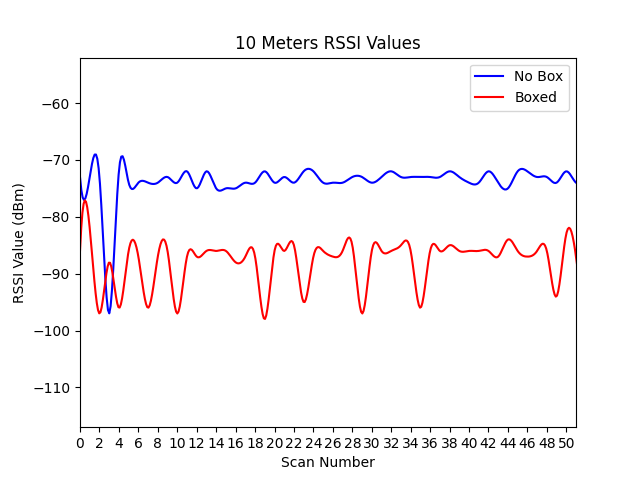 10 Meters RSSI Values
No Box
Boxed
RSSI Value (dBm)
−60
−70
−80
−90
−100
−110
0 2 4 6 8 10 12 14 16 18 20 22 24 26 28 30 32 34 36 38 40 42 44 46 48 50
Scan Number